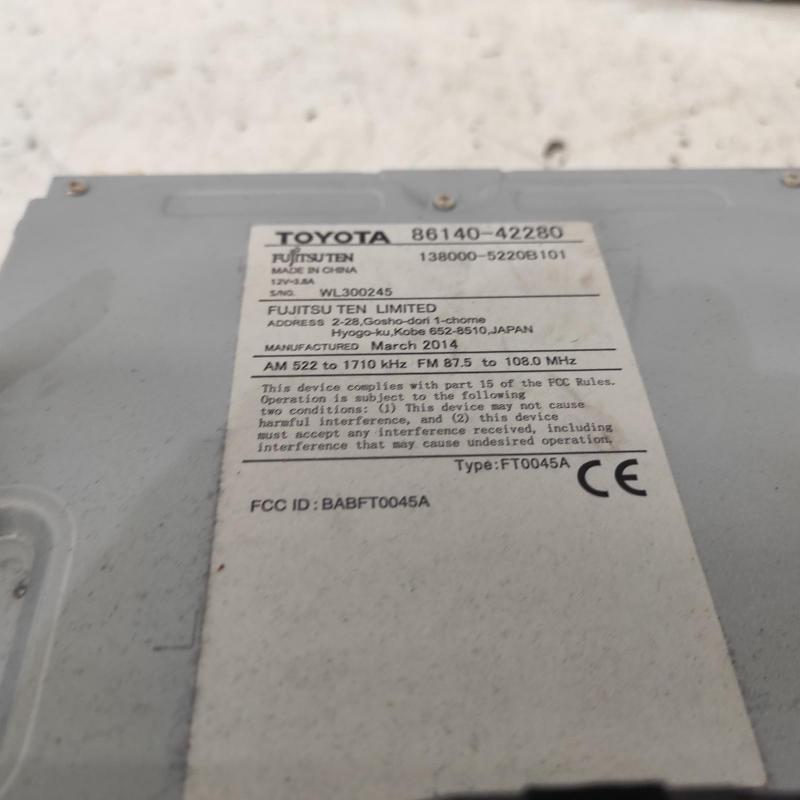 TOYOTA 86140-42280
FUJITSU TEN 138000-5220B101
MADE IN CHINA
12V⎓3.8A
S/NO. WL300245
FUJITSU TEN LIMITED
ADDRESS 2-28,Gosho-dori 1-chome
Hyogo-ku,Kobe 652-8510,JAPAN
MANUFACTURED March 2014
AM 522 to 1710 kHz FM 87.5 to 108.0 MHz
This device complies with part 15 of the FCC Rules.
Operation is subject to the following
two conditions: (1) This device may not cause
harmful interference, and (2) this device
must accept any interference received, including
interference that may cause undesired operation.
Type:FT0045A CE
FCC ID : BABFT0045A